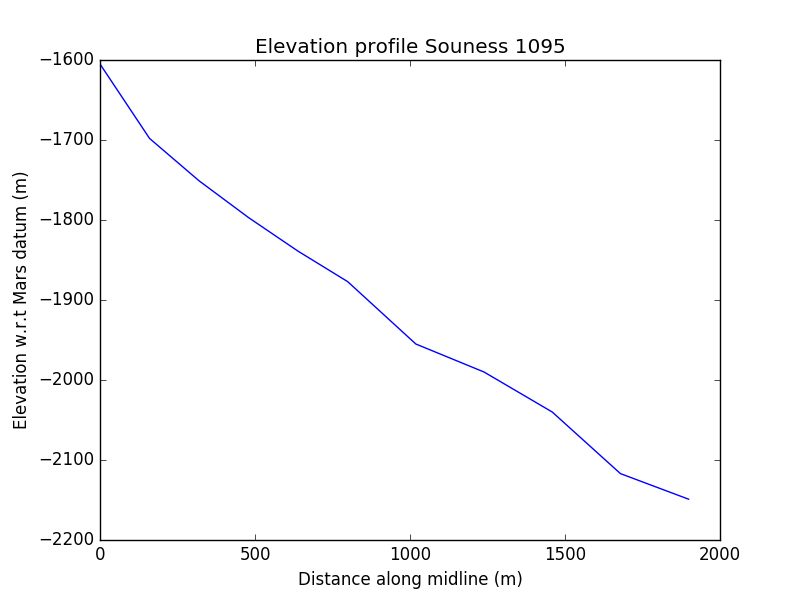 Elevation profile Souness 1095
−1600
−1700
−1800
−1900
−2000
−2100
−2200
Elevation w.r.t Mars datum (m)
0 500 1000 1500 2000
Distance along midline (m)